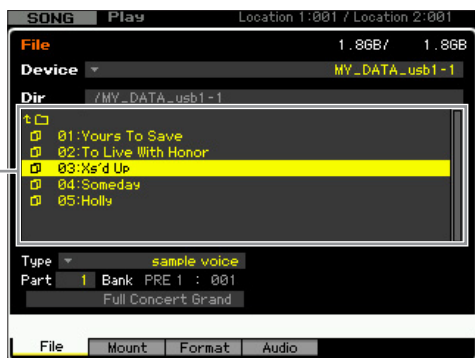 SONG Play Location 1:001 / Location 2:001
File 1.8GB/ 1.8GB
Device MY_DATA_usb1-1
Dir /MY_DATA_usb1-1
01:Yours To Save
02:To Live With Honor
03:Xs'd Up
04:Someday
05:Holly
Type sample voice
Part 1 Bank PRE 1 : 001
Full Concert Grand
File Mount Format Audio